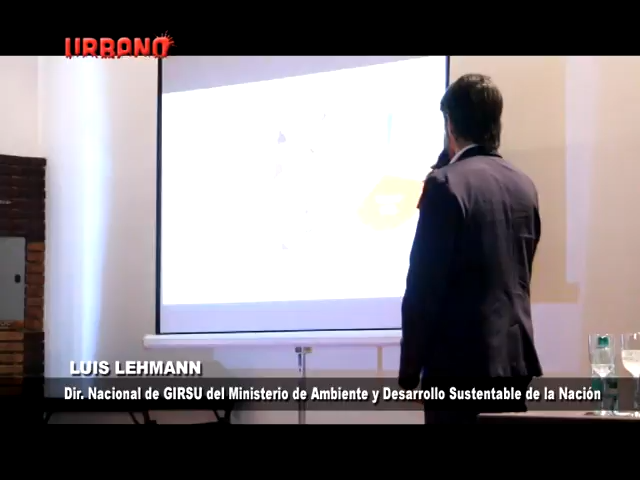 URBANO
LUIS LEHMANN
Dir. Nacional de GIRSU del Ministerio de Ambiente y Desarrollo Sustentable de la Nación